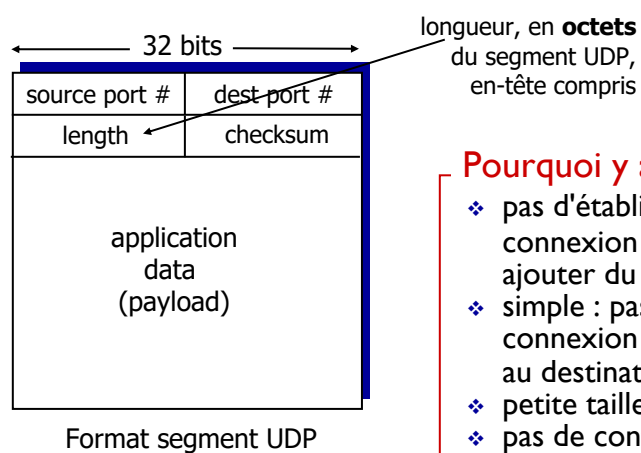 32 bits
longueur, en octets
du segment UDP,
en-tête compris
source port # dest port #
length checksum
application
data
(payload)
Format segment UDP
Pourquoi y
pas d'établi
connexion
ajouter du
simple : pas
connexion
au destinat
petite taille
pas de con